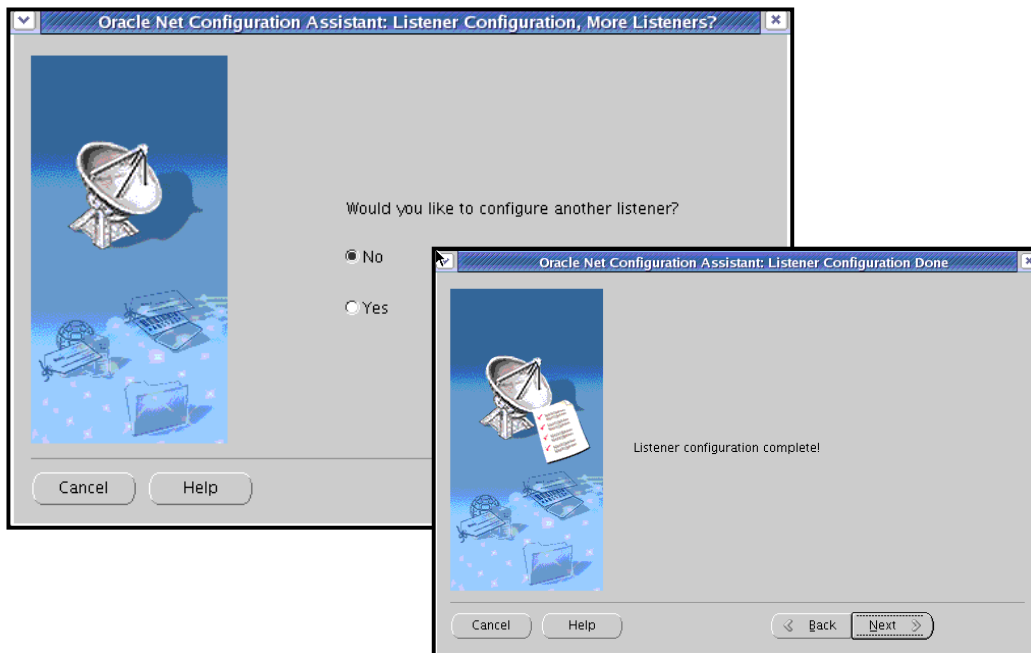 Oracle Net Configuration Assistant: Listener Configuration, More Listeners?
Would you like to configure another listener?
No
Yes
Cancel
Help
Oracle Net Configuration Assistant: Listener Configuration Done
Listener configuration complete!
Cancel
Help
Back
Next